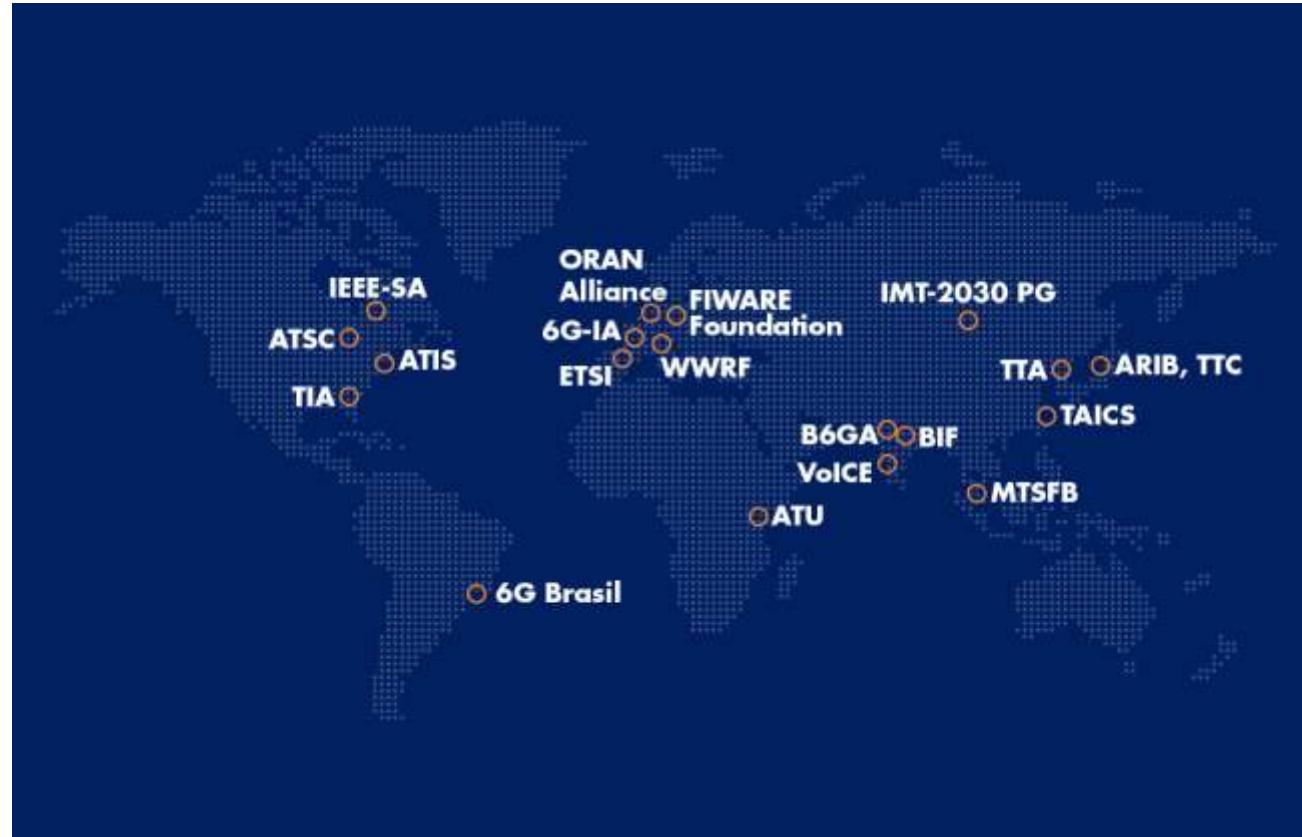 ORAN
Alliance
IEEE-SA
FIWARE
Foundation
IMT-2030 PG
6G-IA
ATSC
ATIS
ETSI
WWRF
TTA
ARIB, TTC
TIA
TAICS
B6GA
BIF
VoICE
MTSFB
ATU
6G Brasil